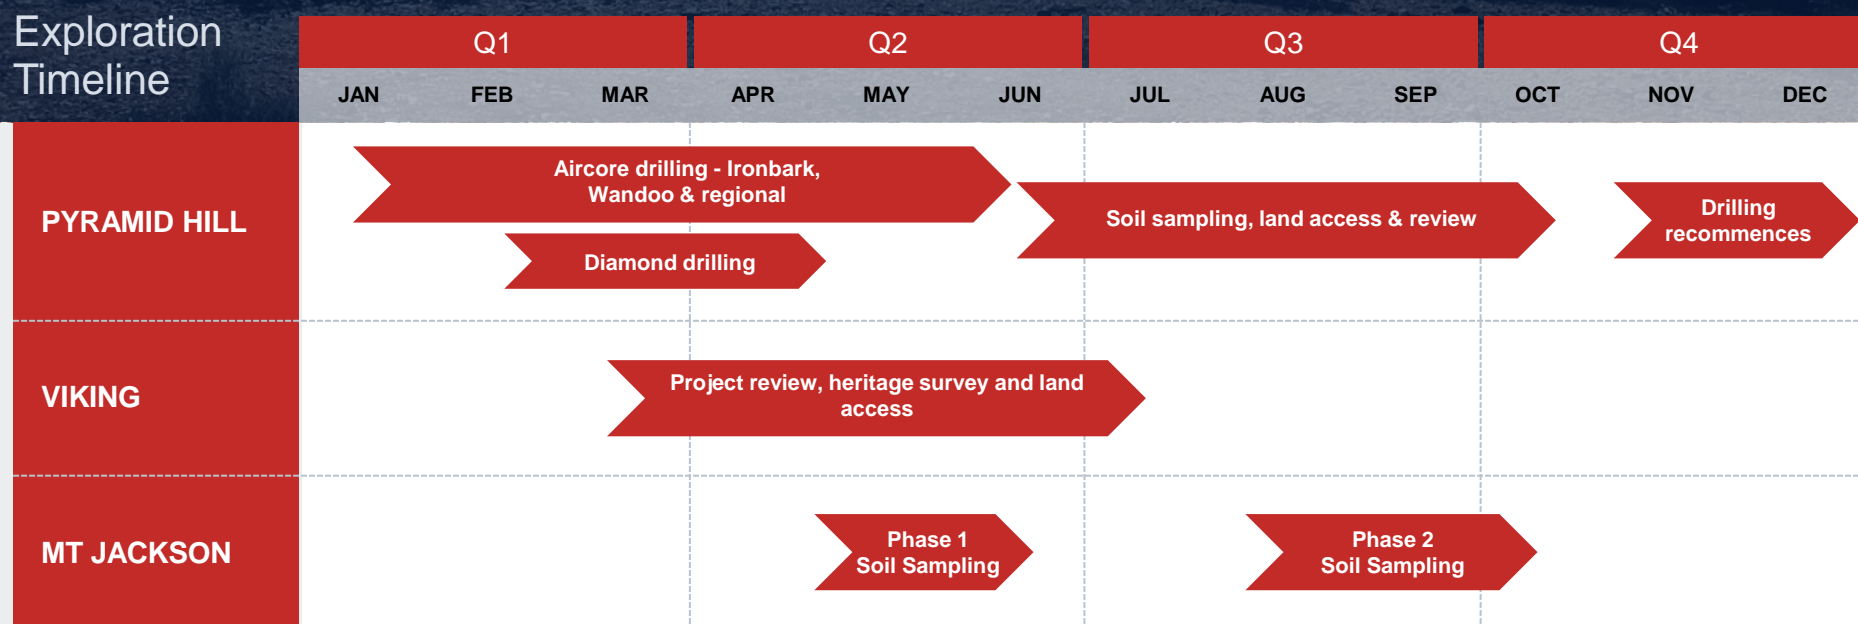 Exploration
Timeline
Q1
Q2
Q3
Q4
JAN
FEB
MAR
APR
MAY
JUN
JUL
AUG
SEP
OCT
NOV
DEC
PYRAMID HILL
Aircore drilling - Ironbark,
Wandoo & regional
Diamond drilling
Soil sampling, land access & review
Drilling
recommences
VIKING
Project review, heritage survey and land
access
MT JACKSON
Phase 1
Soil Sampling
Phase 2
Soil Sampling